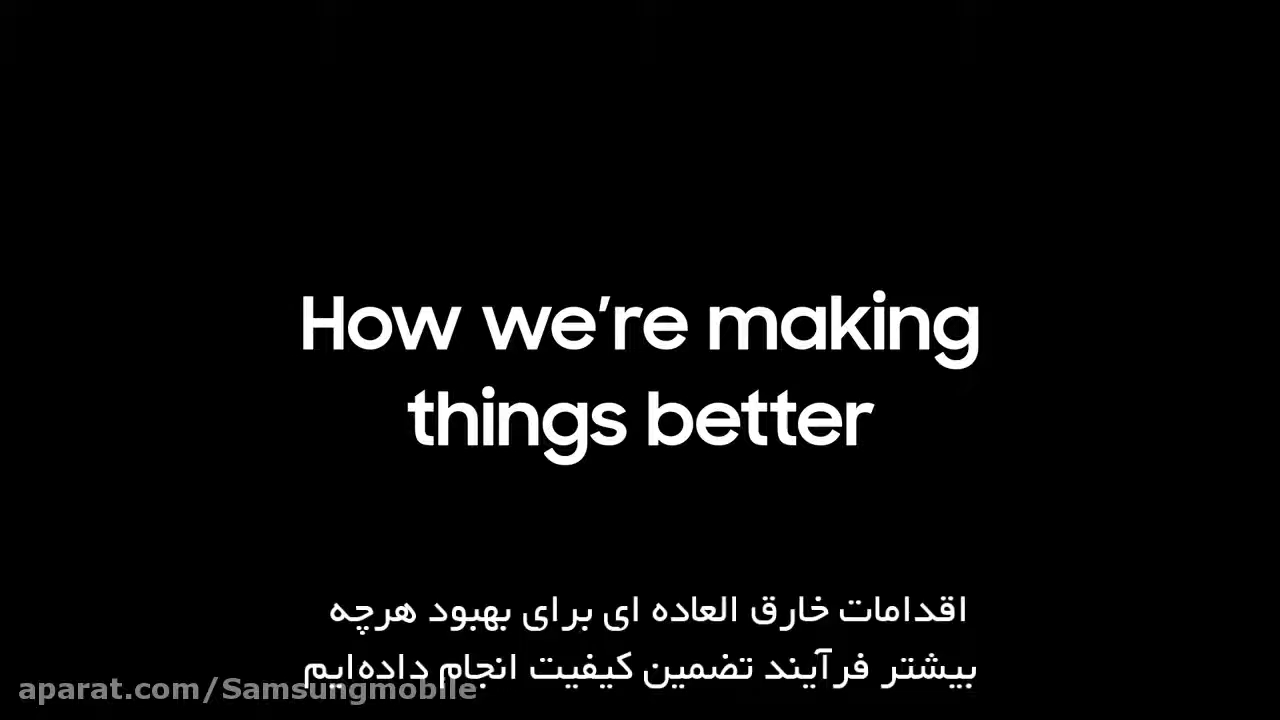 How we're making
things better
اقدامات خارق العاده ای برای بهبود هرچه
بیشتر فرآیند تضمین کیفیت انجام داده‌ایم
aparat.com/Samsungmobile